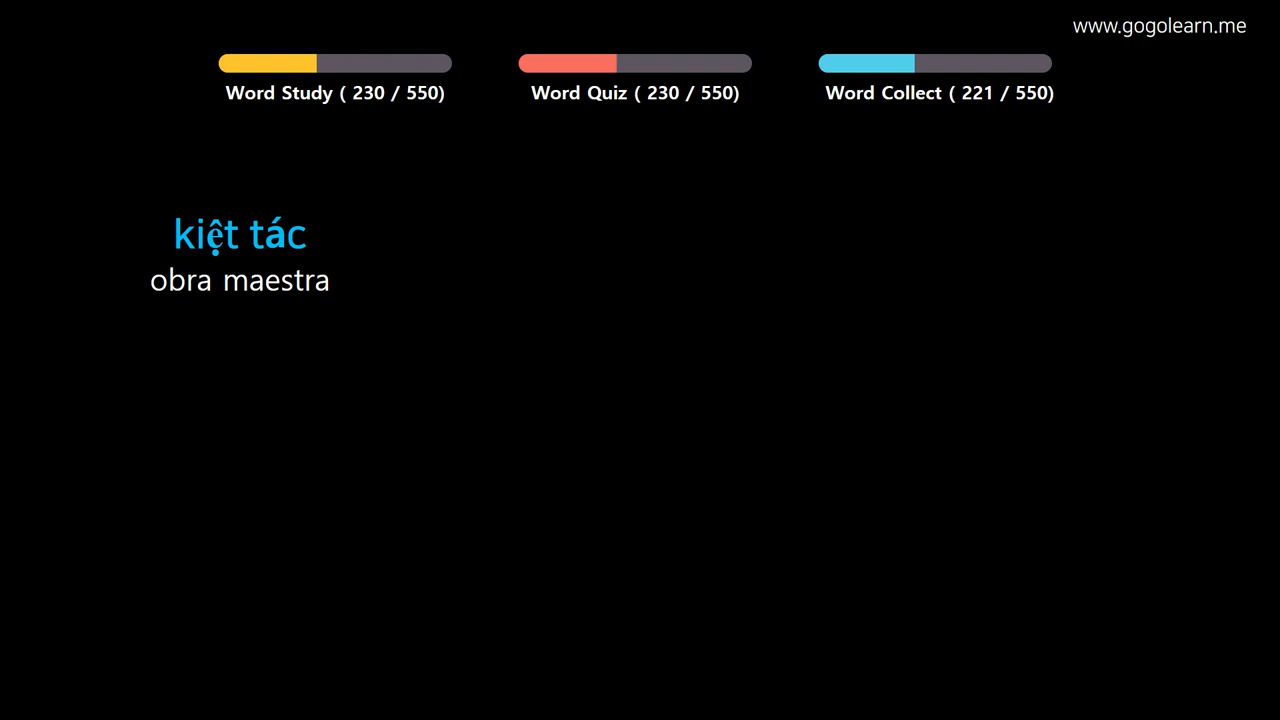 www.gogolearn.me
Word Study ( 230 / 550)
Word Quiz ( 230 / 550)
Word Collect ( 221 / 550)
kiệt tác
obra maestra